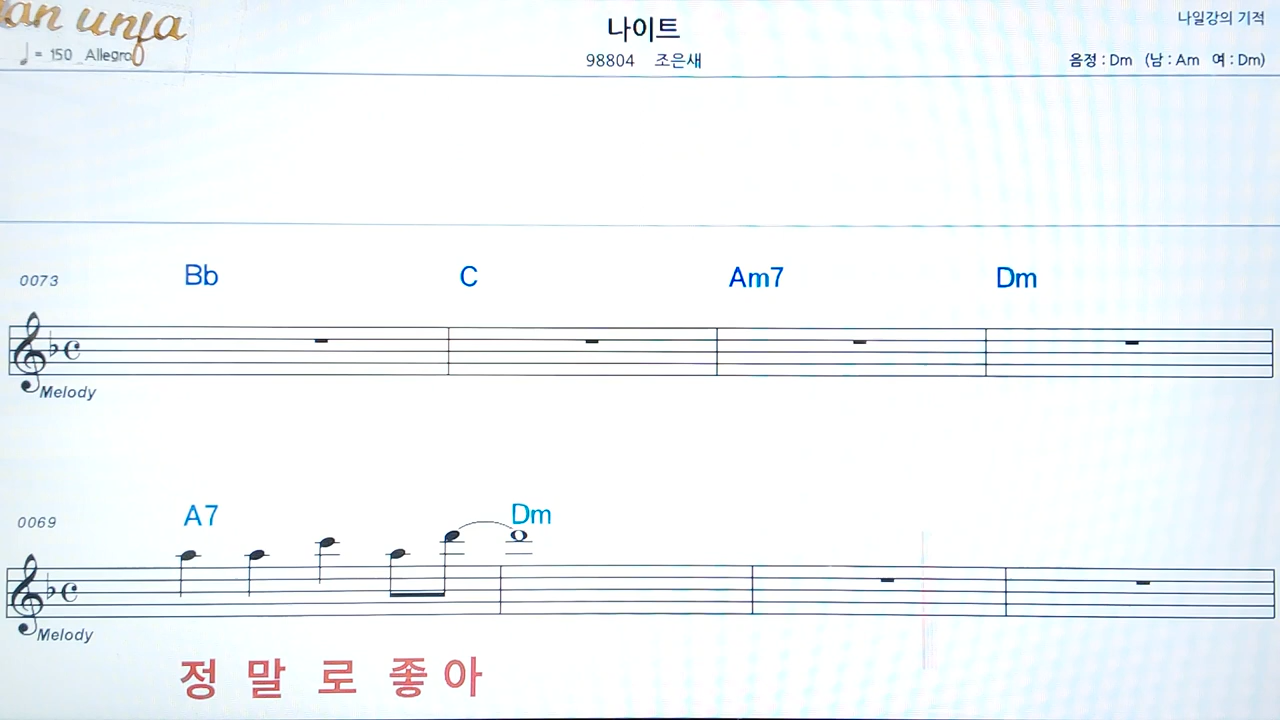 나이트
나일강의 기적
= 150 Allegro
98804 조은새
음정 : Dm (남 : Am 여 : Dm)
0073 Bb C Am7 Dm
Melody
0069 A7 Dm
Melody
정 말 로 좋 아